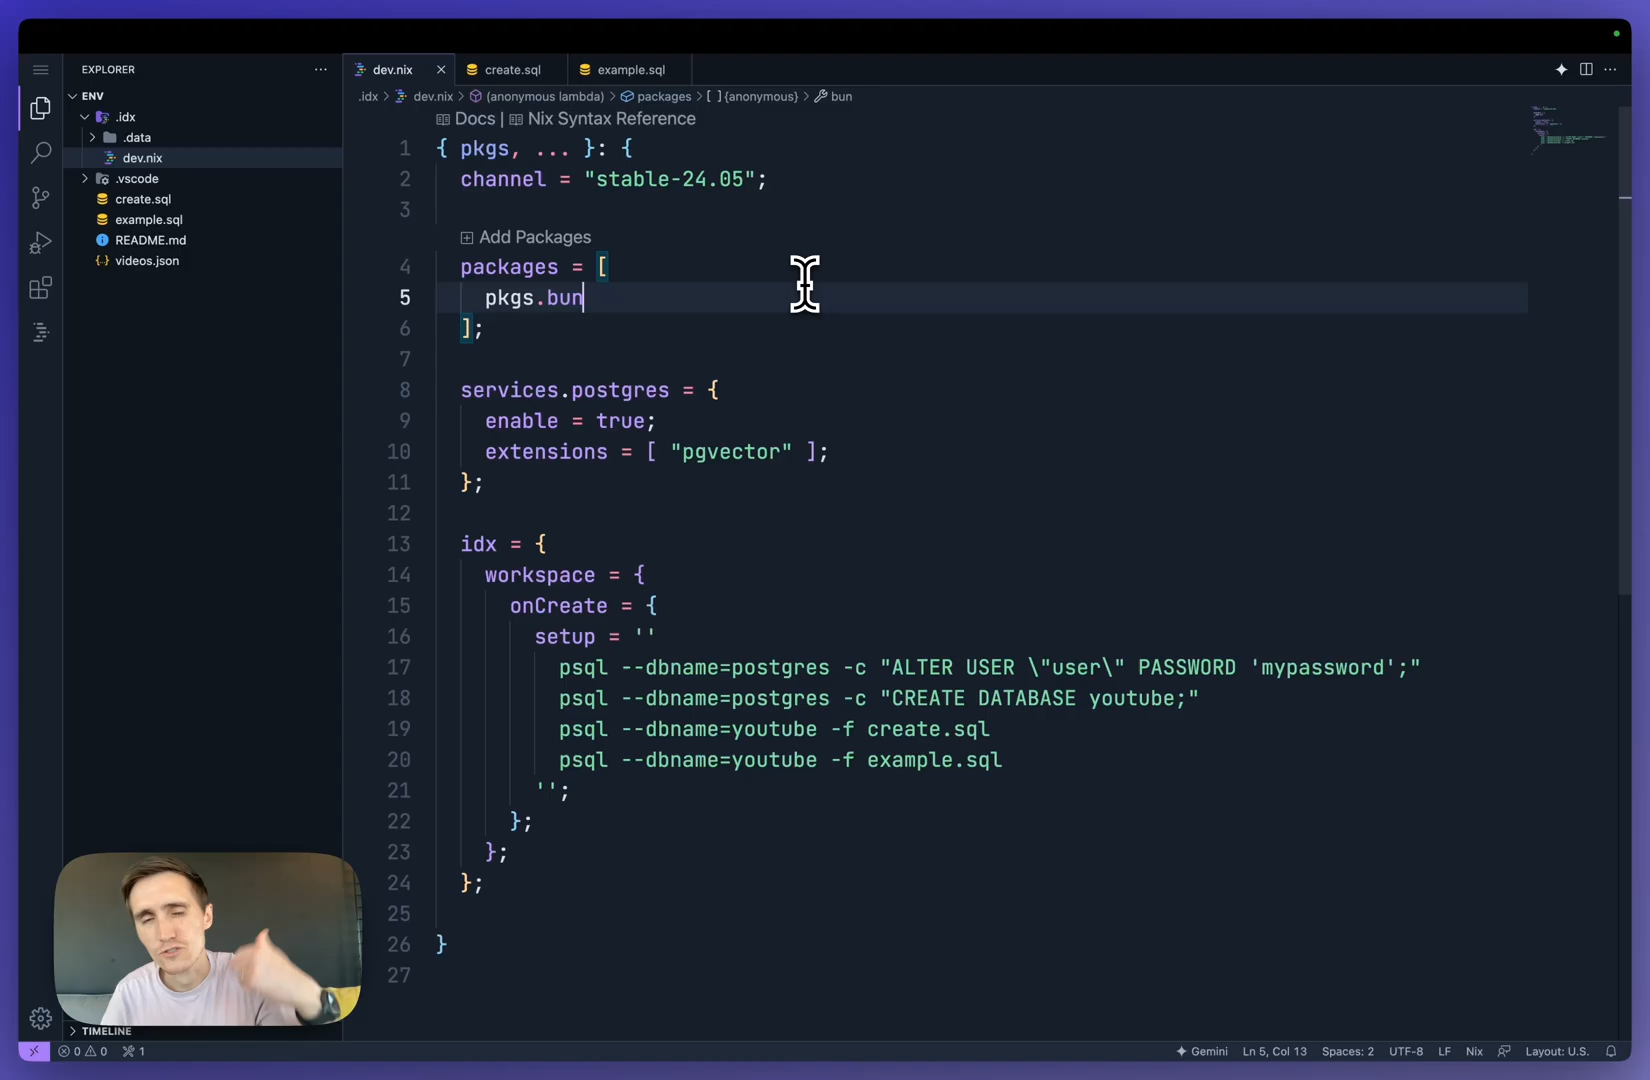 EXPLORER
ENV
.idx
.data
dev.nix
.vscode
create.sql
example.sql
README.md
videos.json
TIMELINE
dev.nix
create.sql
example.sql
.idx > dev.nix > (anonymous lambda) > packages > [ ] {anonymous} > bun
Docs | Nix Syntax Reference
1 { pkgs, ... }: {
2 channel = "stable-24.05";
3
Add Packages
4 packages = [
5 pkgs.bun
6 ];
7
8 services.postgres = {
9 enable = true;
10 extensions = [ "pgvector" ];
11 };
12
13 idx = {
14 workspace = {
15 onCreate = {
16 setup = ''
17 psql --dbname=postgres -c "ALTER USER \"user\" PASSWORD 'mypassword';"
18 psql --dbname=postgres -c "CREATE DATABASE youtube;"
19 psql --dbname=youtube -f create.sql
20 psql --dbname=youtube -f example.sql
21 '';
22 };
23 };
24 };
25
26 }
27
0 0 1
Gemini Ln 5, Col 13 Spaces: 2 UTF-8 LF Nix Layout: U.S.